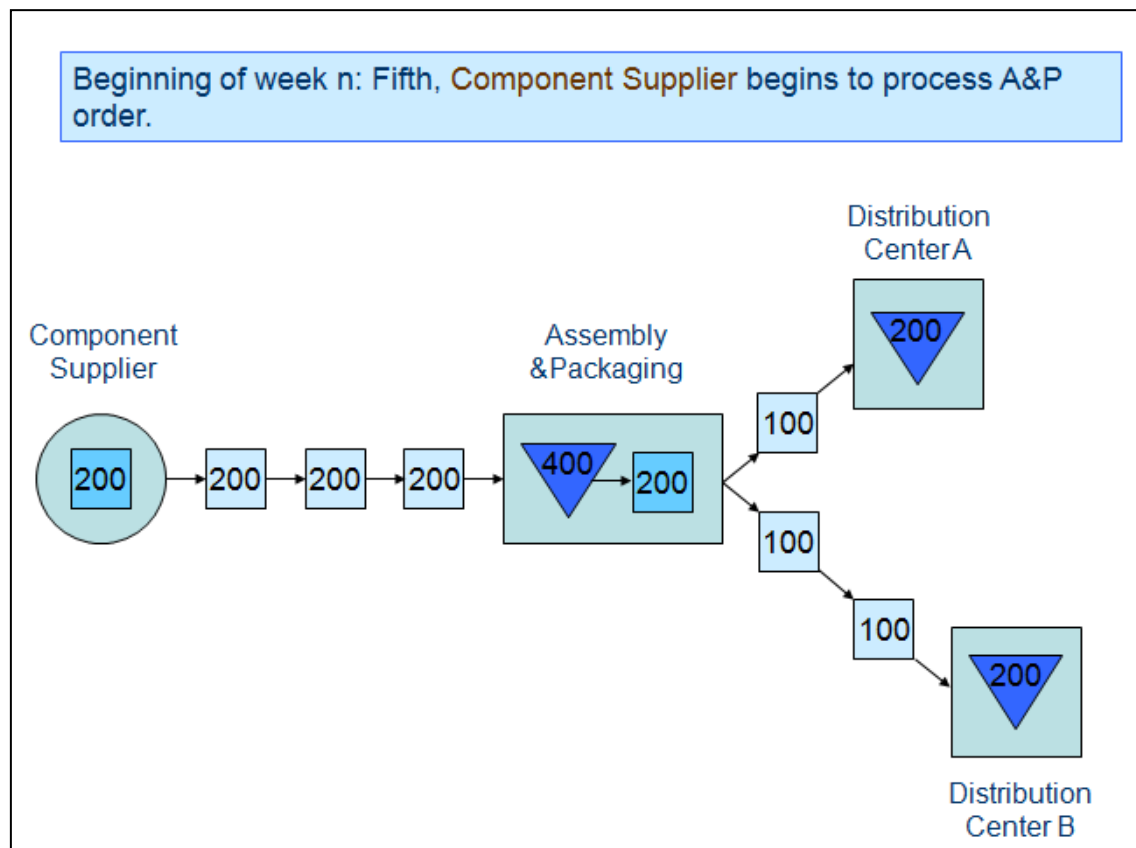 Beginning of week n: Fifth, Component Supplier begins to process A&P
order.
Distribution
Center A
200
Component
Supplier
Assembly
&Packaging
100
200
200
200
200
400
200
100
100
200
Distribution
Center B